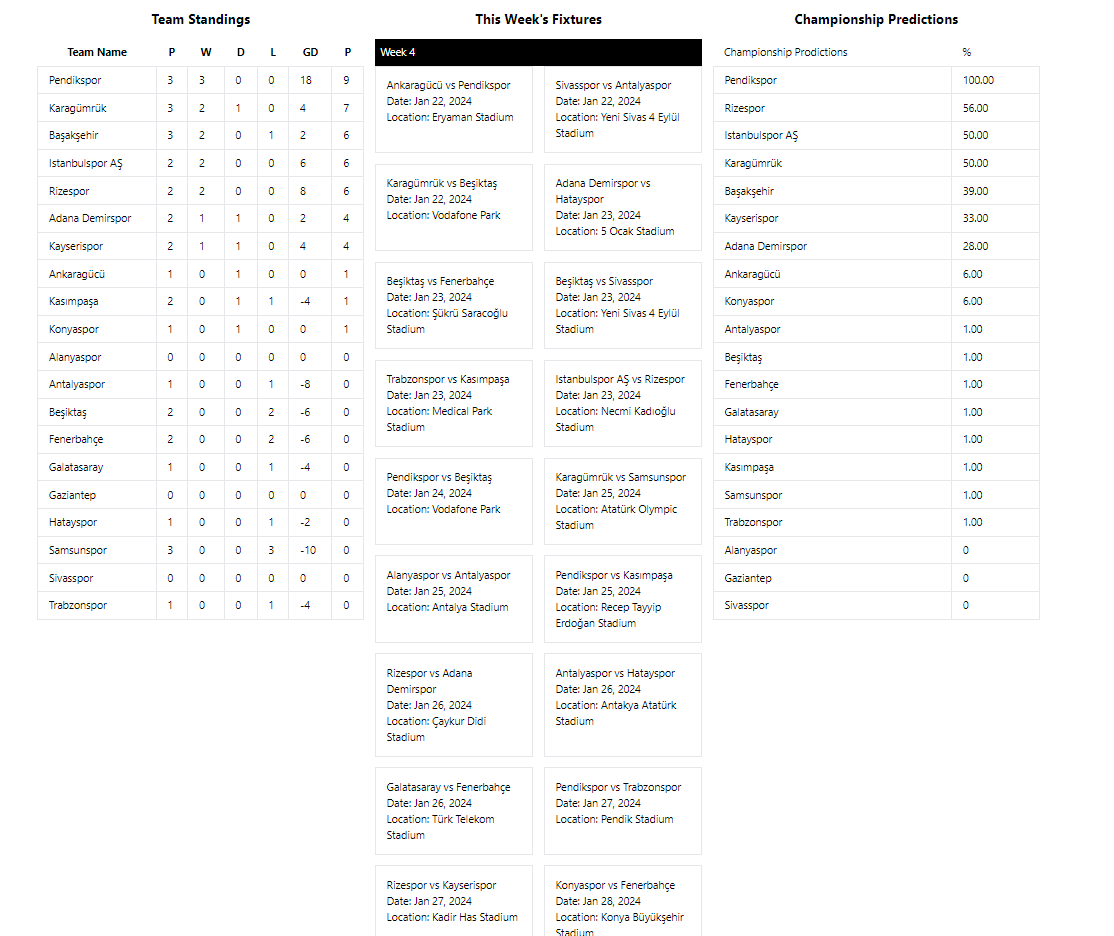 Team Standings
Team Name P W D L GD P
Pendikspor 3 3 0 0 18 9
Karagümrük 3 2 1 0 4 7
Başakşehir 3 2 0 1 2 6
Istanbulspor AŞ 2 2 0 0 6 6
Rizespor 2 2 0 0 8 6
Adana Demirspor 2 1 1 0 2 4
Kayserispor 2 1 1 0 4 4
Ankaragücü 1 0 1 0 0 1
Kasımpaşa 2 0 1 1 -4 1
Konyaspor 1 0 1 0 0 1
Alanyaspor 0 0 0 0 0 0
Antalyaspor 1 0 0 1 -8 0
Beşiktaş 2 0 0 2 -6 0
Fenerbahçe 2 0 0 2 -6 0
Galatasaray 1 0 0 1 -4 0
Gaziantep 0 0 0 0 0 0
Hatayspor 1 0 0 1 -2 0
Samsunspor 3 0 0 3 -10 0
Sivasspor 0 0 0 0 0 0
Trabzonspor 1 0 0 1 -4 0
This Week's Fixtures
Week 4
Ankaragücü vs Pendikspor
Date: Jan 22, 2024
Location: Eryaman Stadium
Sivasspor vs Antalyaspor
Date: Jan 22, 2024
Location: Yeni Sivas 4 Eylül
Stadium
Karagümrük vs Beşiktaş
Date: Jan 22, 2024
Location: Vodafone Park
Adana Demirspor vs
Hatayspor
Date: Jan 23, 2024
Location: 5 Ocak Stadium
Beşiktaş vs Fenerbahçe
Date: Jan 23, 2024
Location: Şükrü Saracoğlu
Stadium
Beşiktaş vs Sivasspor
Date: Jan 23, 2024
Location: Yeni Sivas 4 Eylül
Stadium
Trabzonspor vs Kasımpaşa
Date: Jan 23, 2024
Location: Medical Park
Stadium
Istanbulspor AŞ vs Rizespor
Date: Jan 23, 2024
Location: Necmi Kadıoğlu
Stadium
Pendikspor vs Beşiktaş
Date: Jan 24, 2024
Location: Vodafone Park
Karagümrük vs Samsunspor
Date: Jan 25, 2024
Location: Atatürk Olympic
Stadium
Alanyaspor vs Antalyaspor
Date: Jan 25, 2024
Location: Antalya Stadium
Pendikspor vs Kasımpaşa
Date: Jan 25, 2024
Location: Recep Tayyip
Erdoğan Stadium
Rizespor vs Adana
Demirspor
Date: Jan 26, 2024
Location: Çaykur Didi
Stadium
Antalyaspor vs Hatayspor
Date: Jan 26, 2024
Location: Antakya Atatürk
Stadium
Galatasaray vs Fenerbahçe
Date: Jan 26, 2024
Location: Türk Telekom
Stadium
Pendikspor vs Trabzonspor
Date: Jan 27, 2024
Location: Pendik Stadium
Rizespor vs Kayserispor
Date: Jan 27, 2024
Location: Kadir Has Stadium
Konyaspor vs Fenerbahçe
Date: Jan 28, 2024
Location: Konya Büyükşehir
Stadium
Championship Predictions
Championship Prodictions %
Pendikspor 100.00
Rizespor 56.00
Istanbulspor AŞ 50.00
Karagümrük 50.00
Başakşehir 39.00
Kayserispor 33.00
Adana Demirspor 28.00
Ankaragücü 6.00
Konyaspor 6.00
Antalyaspor 1.00
Beşiktaş 1.00
Fenerbahçe 1.00
Galatasaray 1.00
Hatayspor 1.00
Kasımpaşa 1.00
Samsunspor 1.00
Trabzonspor 1.00
Alanyaspor 0
Gaziantep 0
Sivasspor 0